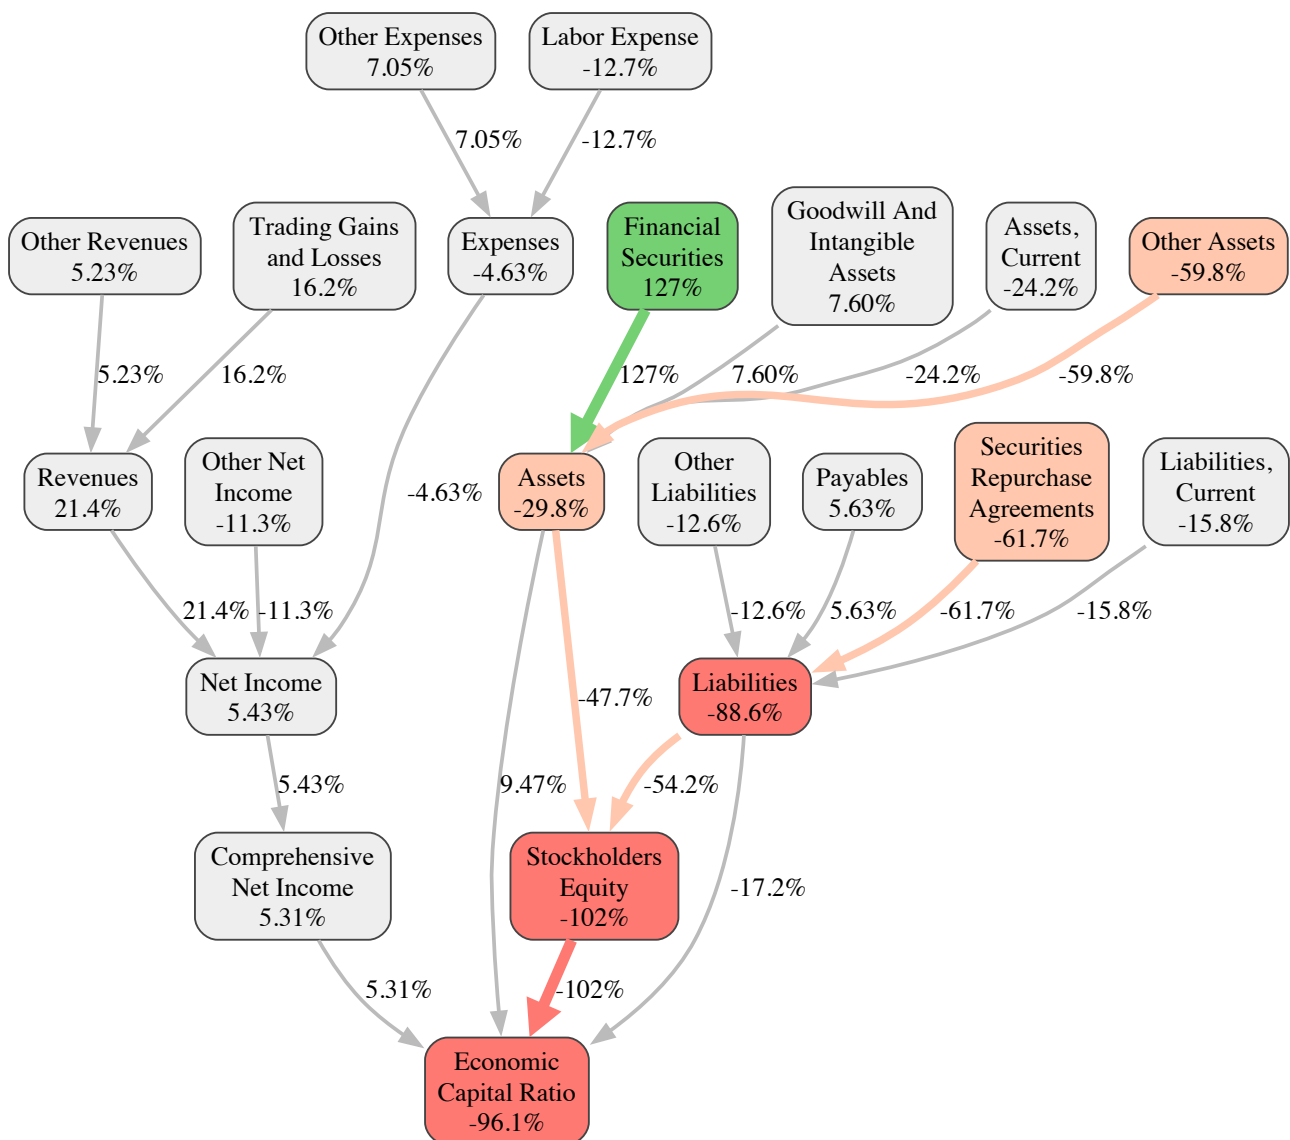 Other Expenses
7.05%
Labor Expense
-12.7%
7.05%
-12.7%
Other Revenues
5.23%
Trading Gains
and Losses
16.2%
Expenses
-4.63%
Financial
Securities
127%
Goodwill And
Intangible
Assets
7.60%
Assets,
Current
-24.2%
Other Assets
-59.8%
5.23%
16.2%
127%
7.60%
-24.2%
-59.8%
Revenues
21.4%
Other Net
Income
-11.3%
-4.63%
Assets
-29.8%
Other
Liabilities
-12.6%
Payables
5.63%
Securities
Repurchase
Agreements
-61.7%
Liabilities,
Current
-15.8%
21.4%
-11.3%
-12.6%
5.63%
-61.7%
-15.8%
Net Income
5.43%
-47.7%
Liabilities
-88.6%
5.43%
9.47%
-54.2%
Comprehensive
Net Income
5.31%
Stockholders
Equity
-102%
-17.2%
5.31%
-102%
Economic
Capital Ratio
-96.1%